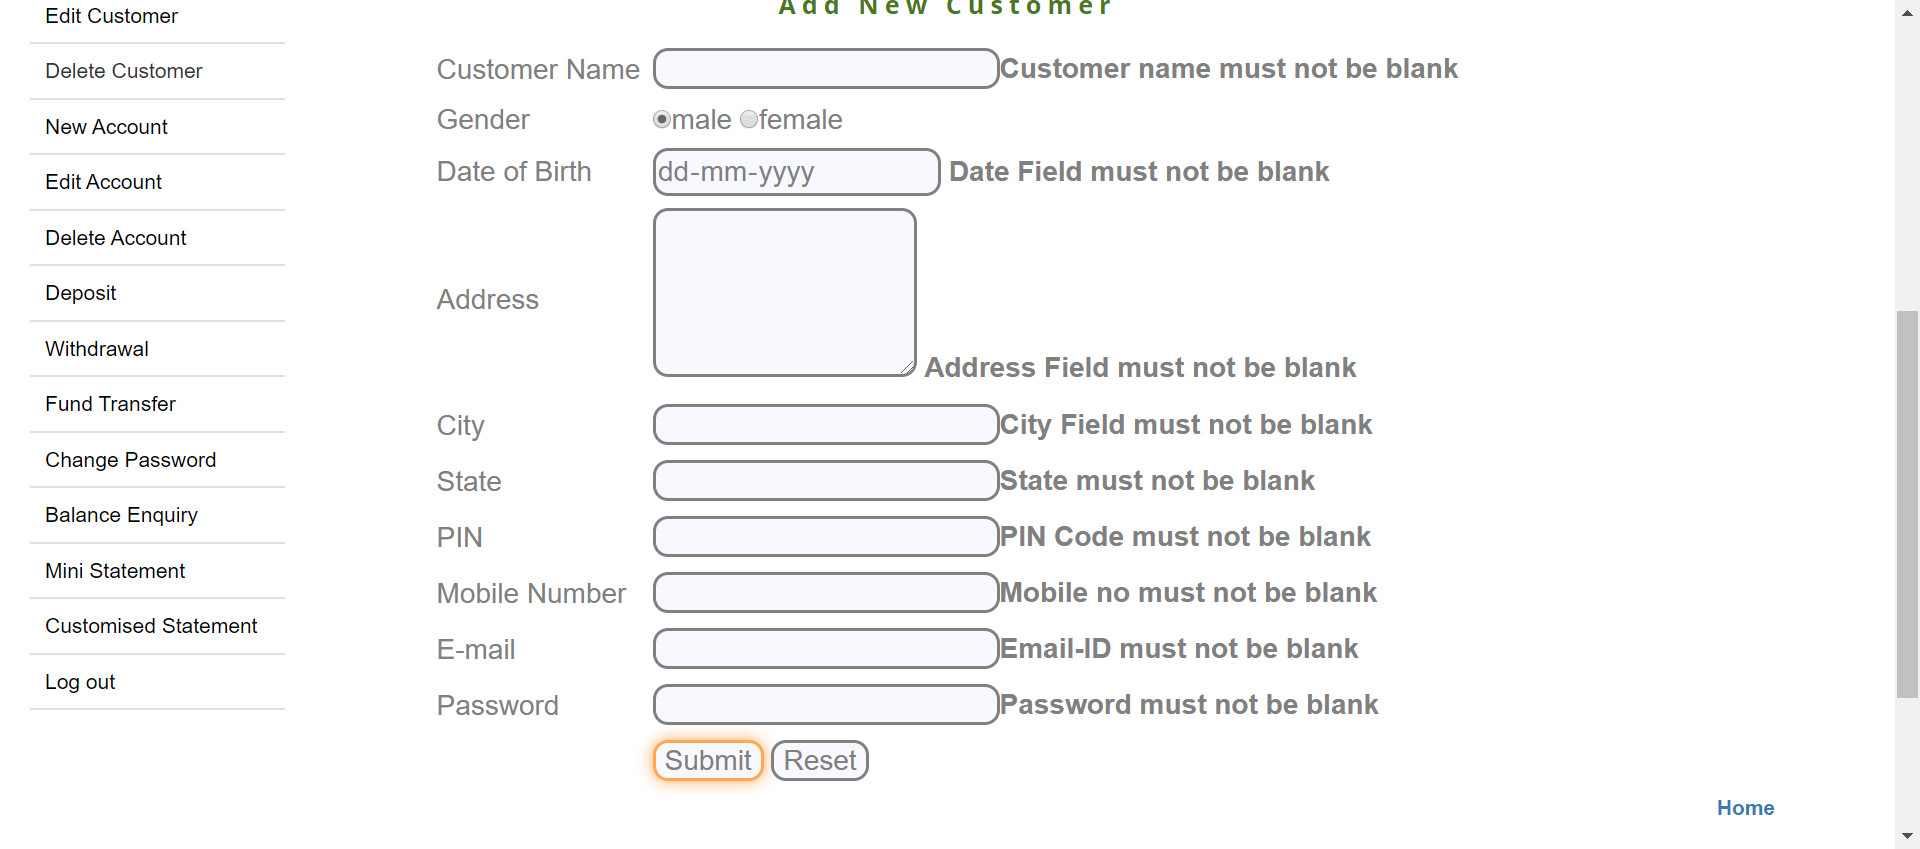 Edit Customer
Delete Customer
New Account
Edit Account
Delete Account
Deposit
Withdrawal
Fund Transfer
Change Password
Balance Enquiry
Mini Statement
Customised Statement
Log out
Add New Customer
Customer Name Customer name must not be blank
Gender male female
Date of Birth dd-mm-yyyy Date Field must not be blank
Address Address Field must not be blank
City City Field must not be blank
State State must not be blank
PIN PIN Code must not be blank
Mobile Number Mobile no must not be blank
E-mail Email-ID must not be blank
Password Password must not be blank
Submit Reset
Home